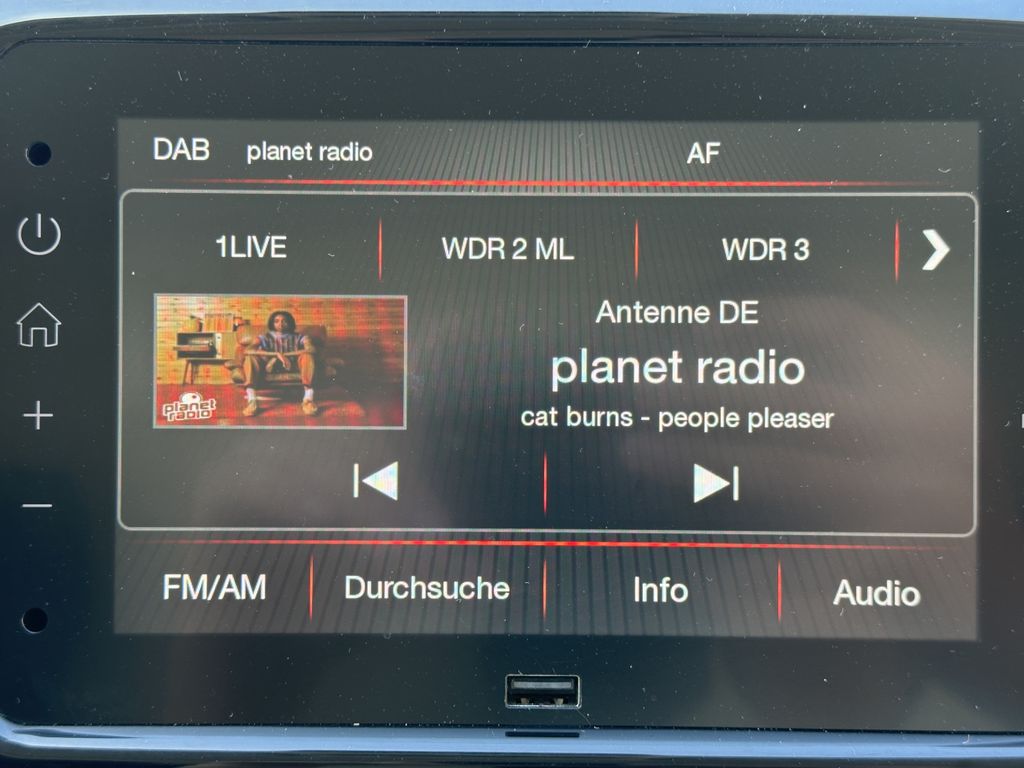 DAB planet radio AF
1LIVE WDR 2 ML WDR 3
Antenne DE
planet radio
cat burns - people pleaser
planet
radio
FM/AM Durchsuche Info Audio